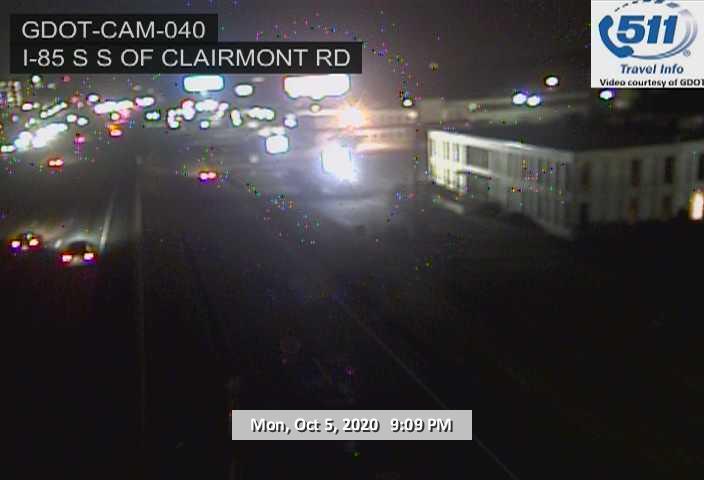 GDOT-CAM-040
I-85 S S OF CLAIRMONT RD
511
Travel Info
Video courtesy of GDOT
Mon, Oct 5, 2020 9:09 PM